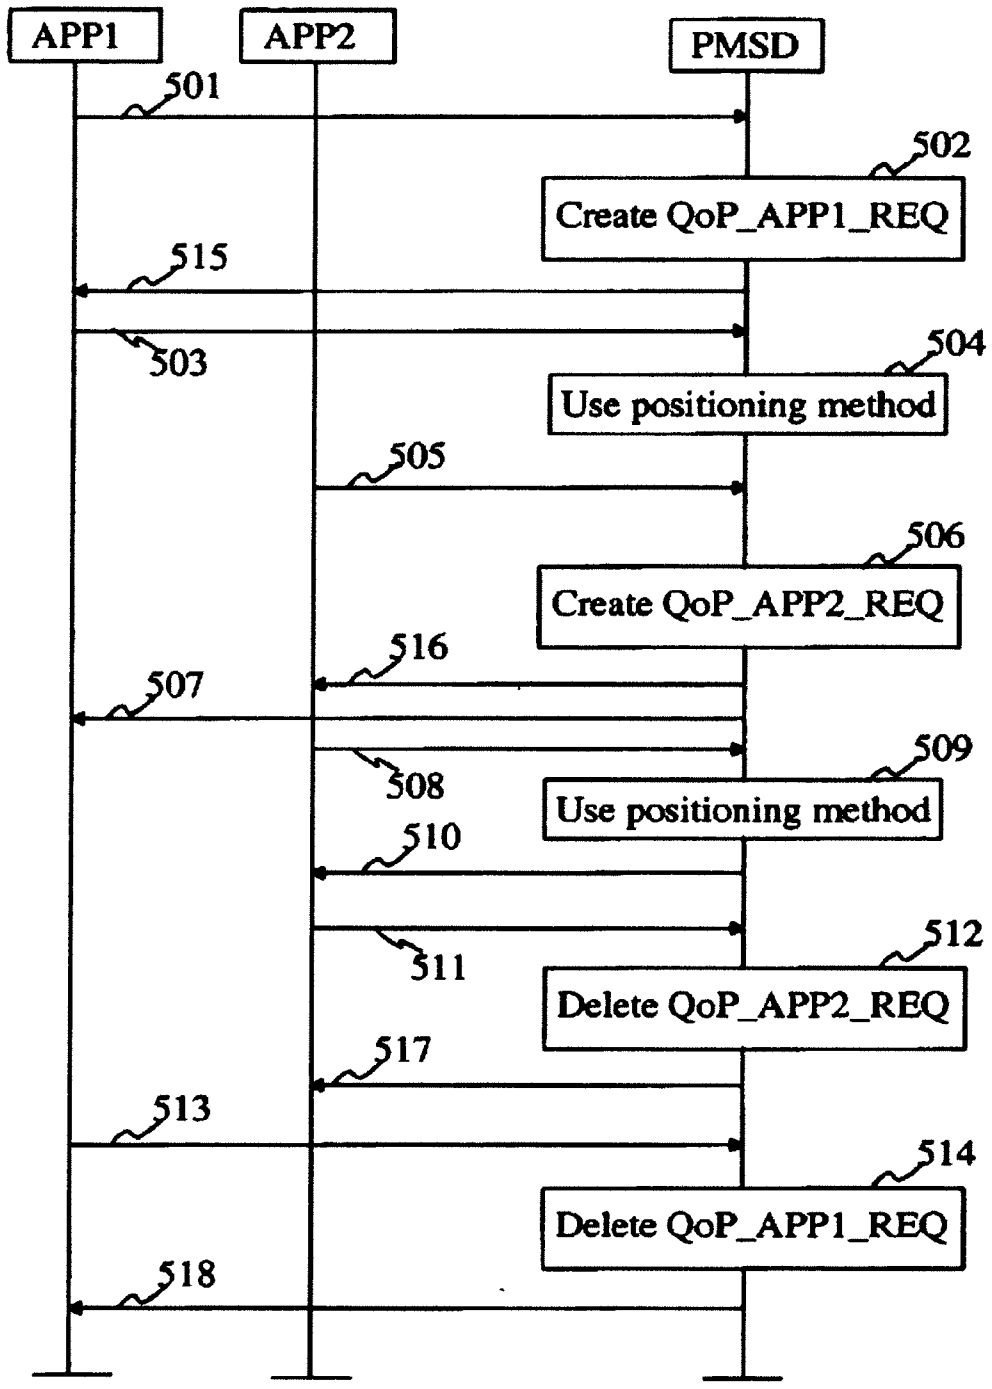 APP1
APP2
PMSD
501
502
Create QoP_APP1_REQ
515
503
504
Use positioning method
505
506
Create QoP_APP2_REQ
516
507
508
509
Use positioning method
510
511
512
Delete QoP_APP2_REQ
517
513
514
Delete QoP_APP1_REQ
518